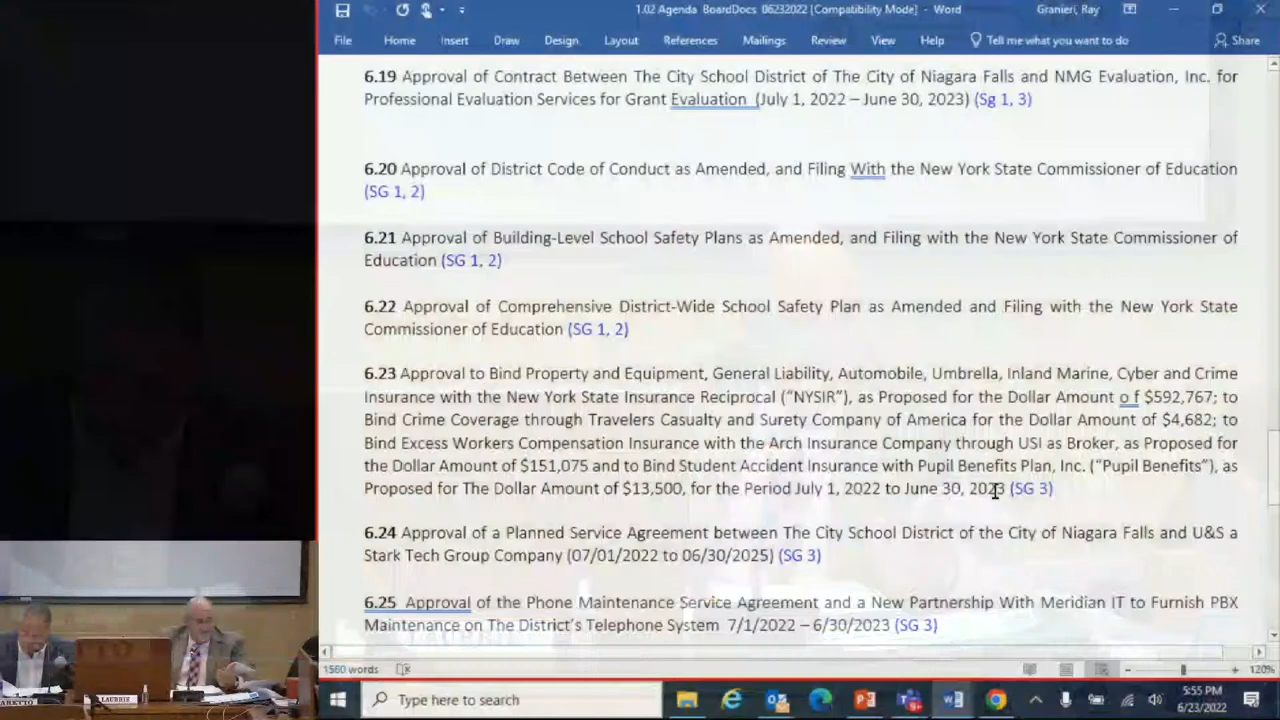 1.02 Agenda BoardDocs 06232022 [Compatibility Mode] - Word
Granieri, Ray
File Home Insert Draw Design Layout References Mailings Review View Help Tell me what you want to do Share
6.19 Approval of Contract Between The City School District of The City of Niagara Falls and NMG Evaluation, Inc. for
Professional Evaluation Services for Grant Evaluation (July 1, 2022 – June 30, 2023) (Sg 1, 3)
6.20 Approval of District Code of Conduct as Amended, and Filing With the New York State Commissioner of Education
(SG 1, 2)
6.21 Approval of Building-Level School Safety Plans as Amended, and Filing with the New York State Commissioner of
Education (SG 1, 2)
6.22 Approval of Comprehensive District-Wide School Safety Plan as Amended and Filing with the New York State
Commissioner of Education (SG 1, 2)
6.23 Approval to Bind Property and Equipment, General Liability, Automobile, Umbrella, Inland Marine, Cyber and Crime
Insurance with the New York State Insurance Reciprocal (“NYSIR”), as Proposed for the Dollar Amount o f $592,767; to
Bind Crime Coverage through Travelers Casualty and Surety Company of America for the Dollar Amount of $4,682; to
Bind Excess Workers Compensation Insurance with the Arch Insurance Company through USI as Broker, as Proposed for
the Dollar Amount of $151,075 and to Bind Student Accident Insurance with Pupil Benefits Plan, Inc. (“Pupil Benefits”), as
Proposed for The Dollar Amount of $13,500, for the Period July 1, 2022 to June 30, 2023 (SG 3)
6.24 Approval of a Planned Service Agreement between The City School District of the City of Niagara Falls and U&S a
Stark Tech Group Company (07/01/2022 to 06/30/2025) (SG 3)
6.25 Approval of the Phone Maintenance Service Agreement and a New Partnership With Meridian IT to Furnish PBX
Maintenance on The District’s Telephone System 7/1/2022 – 6/30/2023 (SG 3)
1560 words
120%
LAURRIE
Type here to search
5:55 PM
6/23/2022